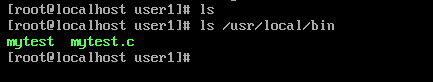 [root@localhost user1]# ls
[root@localhost user1]# ls /usr/local/bin
mytest  mytest.c
[root@localhost user1]#